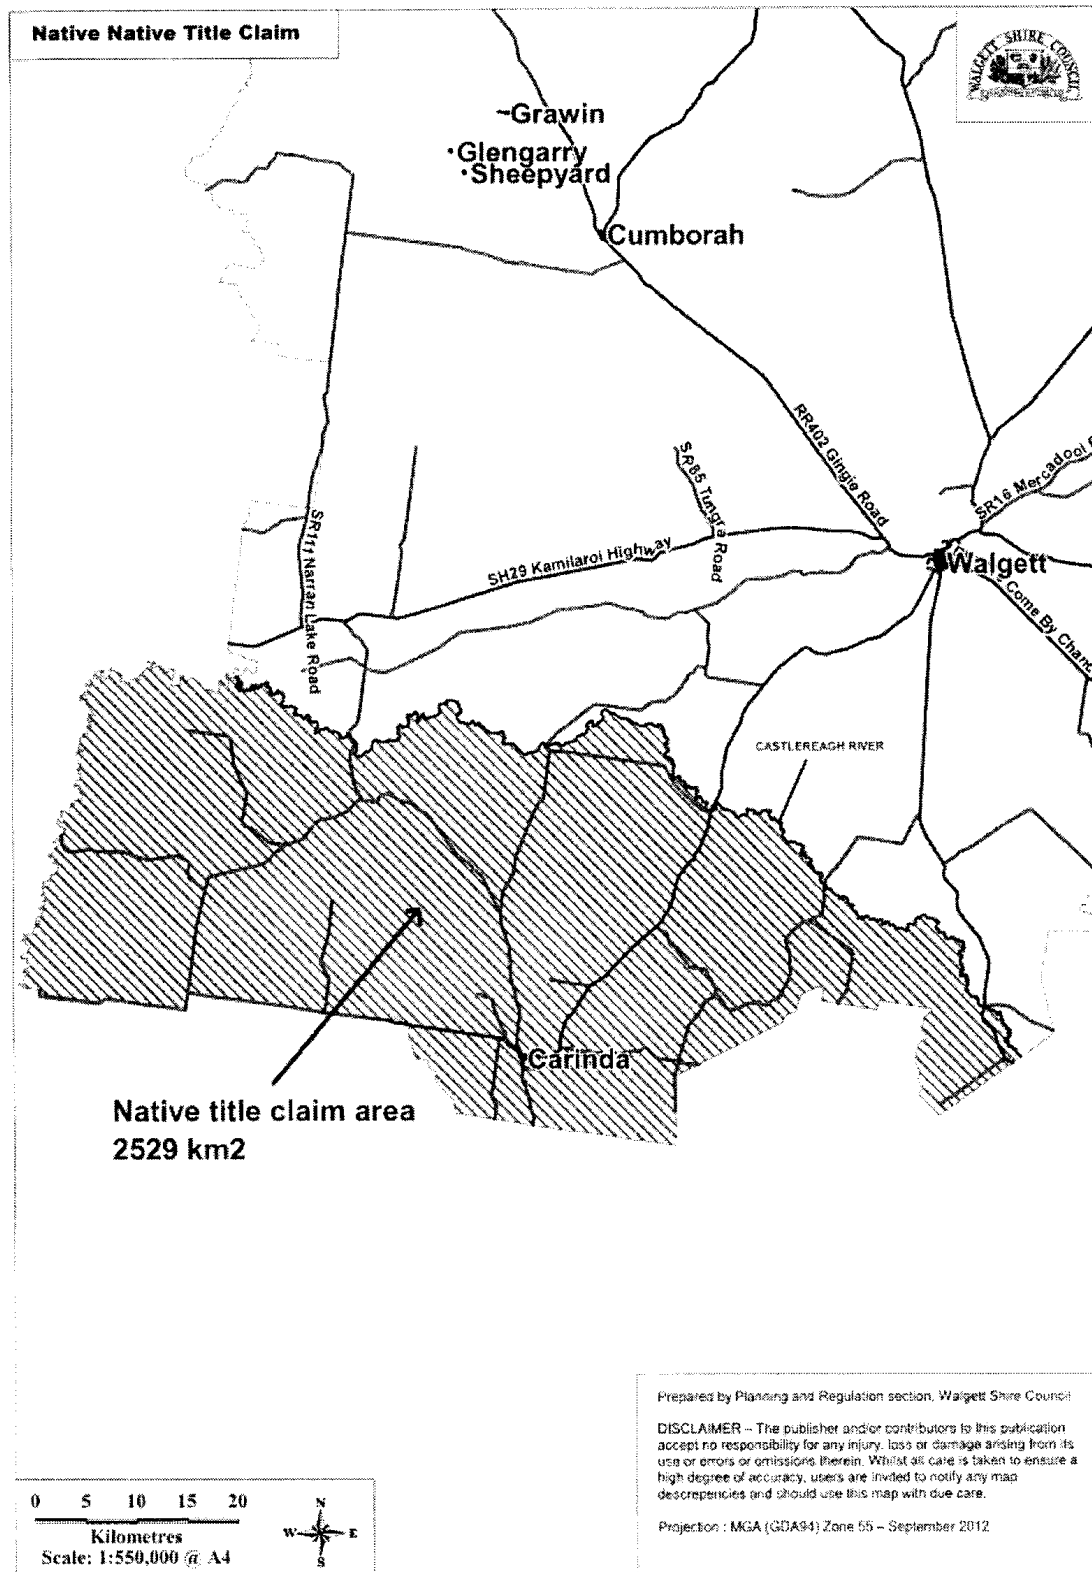 Native Native Title Claim
WALGETT SHIRE COUNCIL
Grawin
Glengarry
Sheepyard
Cumborah
RR402 Gingie Road
SR85 Tungra Road
SR16 Mercadool
SR111 Narran Lake Road
SH29 Kamilaroi Highway
Walgett
Come By Chanc
CASTLEREAGH RIVER
Carinda
Native title claim area
2529 km2
Prepared by Planning and Regulation section, Walgett Shire Council
DISCLAIMER – The publisher and/or contributors to this publication
accept no responsibility for any injury, loss or damage arising from its
use or errors or omissions therein. Whilst all care is taken to ensure a
high degree of accuracy, users are invited to notify any map
descrepencies and should use this map with due care.
Projection : MGA (GDA94) Zone 55 – September 2012
0 5 10 15 20
Kilometres
Scale: 1:550,000 @ A4
N
W E
S